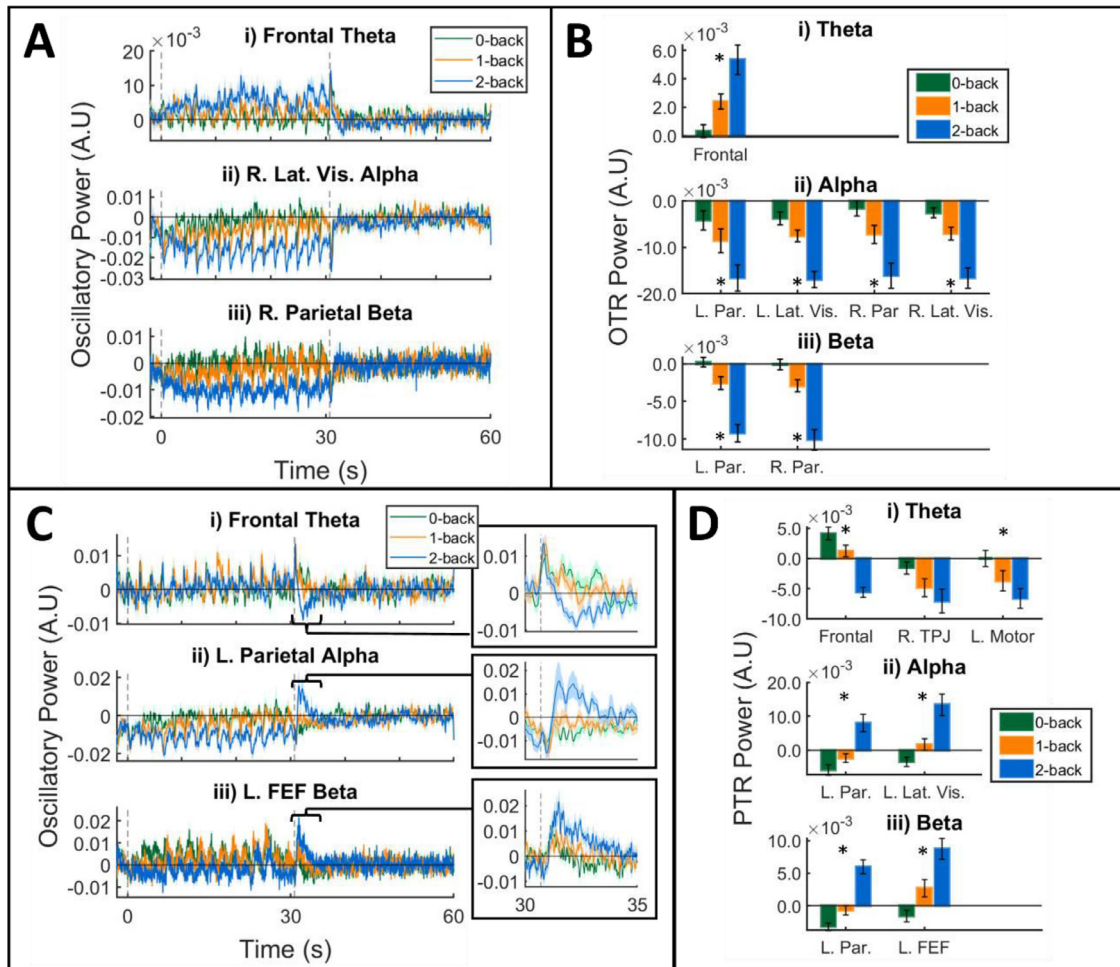 A
i) Frontal Theta
×10⁻³
20
10
0
0-back
1-back
2-back
ii) R. Lat. Vis. Alpha
0.01
0
-0.01
-0.02
-0.03
iii) R. Parietal Beta
0.01
0
-0.01
-0.02
0
30
60
Time (s)
Oscillatory Power (A.U)
B
i) Theta
×10⁻³
6.0
4.0
2.0
0.0
*
Frontal
0-back
1-back
2-back
ii) Alpha
×10⁻³
0.0
-10.0
-20.0
* * * *
L. Par. L. Lat. Vis. R. Par R. Lat. Vis.
iii) Beta
×10⁻³
0.0
-5.0
-10.0
* *
L. Par. R. Par.
OTR Power (A.U)
C
i) Frontal Theta
0.01
0
-0.01
0-back
1-back
2-back
0.01
0
-0.01
ii) L. Parietal Alpha
0.02
0
-0.02
0.02
0.01
0
-0.01
iii) L. FEF Beta
0.02
0.01
0
-0.01
0.02
0.01
0
-0.01
0 30 60
30 35
Time (s)
Oscillatory Power (A.U)
D
i) Theta
×10⁻³
5.0
0.0
-5.0
-10.0
* *
Frontal R. TPJ L. Motor
ii) Alpha
×10⁻³
10.0
0.0
* *
L. Par. L. Lat. Vis.
0-back
1-back
2-back
iii) Beta
×10⁻³
10.0
5.0
0.0
* *
L. Par. L. FEF
PTR Power (A.U)